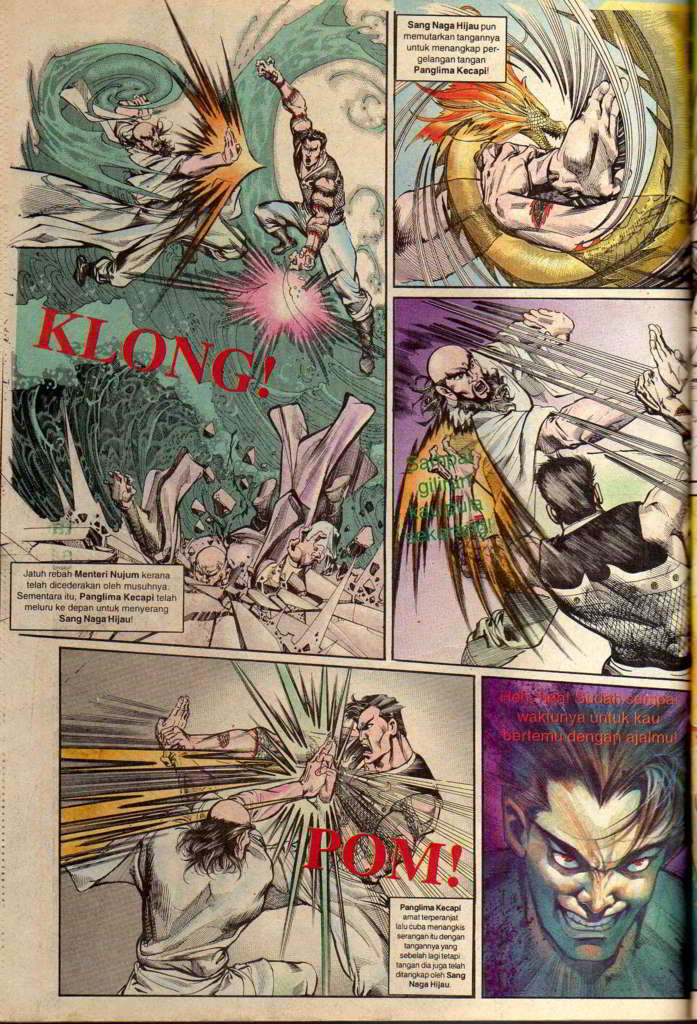 Sang Naga Hijau pun
memutarkan tangannya
untuk menangkap per-
gelangan tangan
Panglima Kecapi!
KLONG!
Jatuh rebah Menteri Nujum kerana
telah dicederakan oleh musuhnya.
Sementara itu, Panglima Kecapi telah
meluru ke depan untuk menyerang
Sang Naga Hijau!
Sampai
giliran
kau pula
sekarang!
POM!
Panglima Kecapi
amat terperanjat
lalu cuba menangkis
serangan itu dengan
tangannya yang
sebelah lagi tetapi
tangan dia juga telah
ditangkap oleh Sang
Naga Hijau.
Heh, heh! Sudah sampai
waktunya untuk kau
bertemu dengan ajalmu!